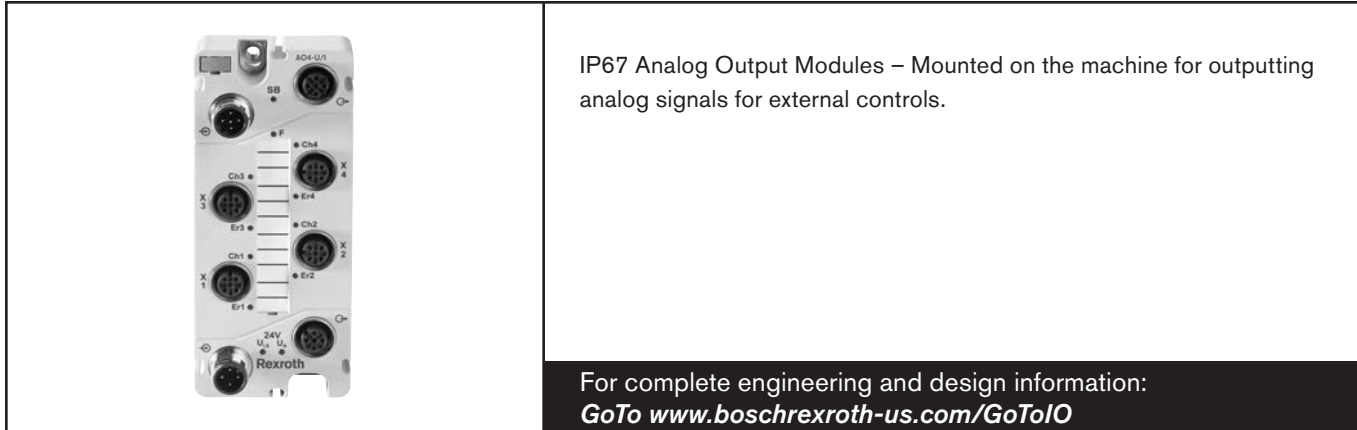 AO4-U/I
SB
F
Ch4
X
4
Ch3
X
3
Er4
Er3
Ch2
X
2
Ch1
X
1
Er2
Er1
24V
Rexroth
IP67 Analog Output Modules – Mounted on the machine for outputting
analog signals for external controls.
For complete engineering and design information:
GoTo www.boschrexroth-us.com/GoToIO